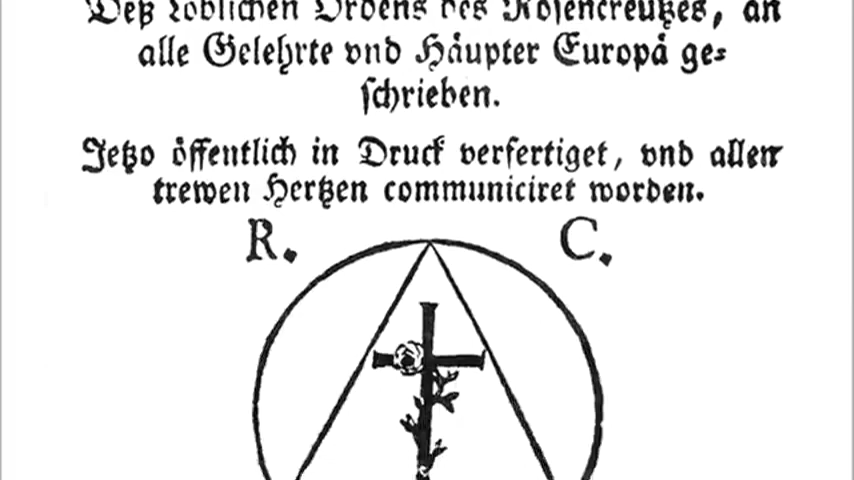 Deß Löblichen Ordens des Rosencreutzes, an
alle Gelehrte vnd Häupter Europä ge⸗
schrieben.
Jetzo öffentlich in Druck verfertiget, vnd allen
trewen Hertzen communiciret worden.
R. C.